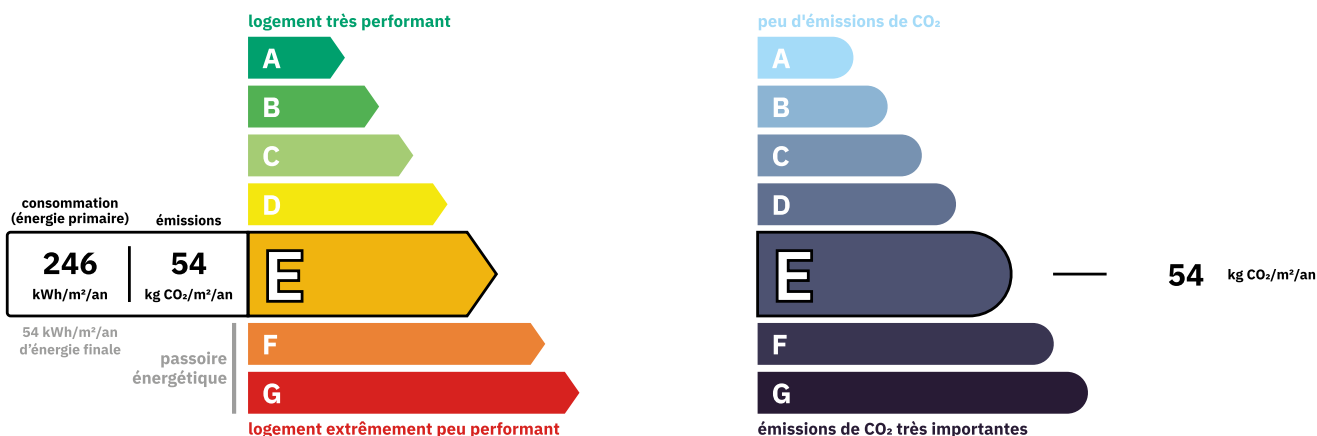 logement très performant
A
B
C
D
consommation
(énergie primaire)
émissions
246
kWh/m²/an
54
kg CO₂/m²/an
E
54 kWh/m²/an
d'énergie finale
passoire
énergétique
F
G
logement extrêmement peu performant
peu d'émissions de CO₂
A
B
C
D
E
54 kg CO₂/m²/an
F
G
émissions de CO₂ très importantes